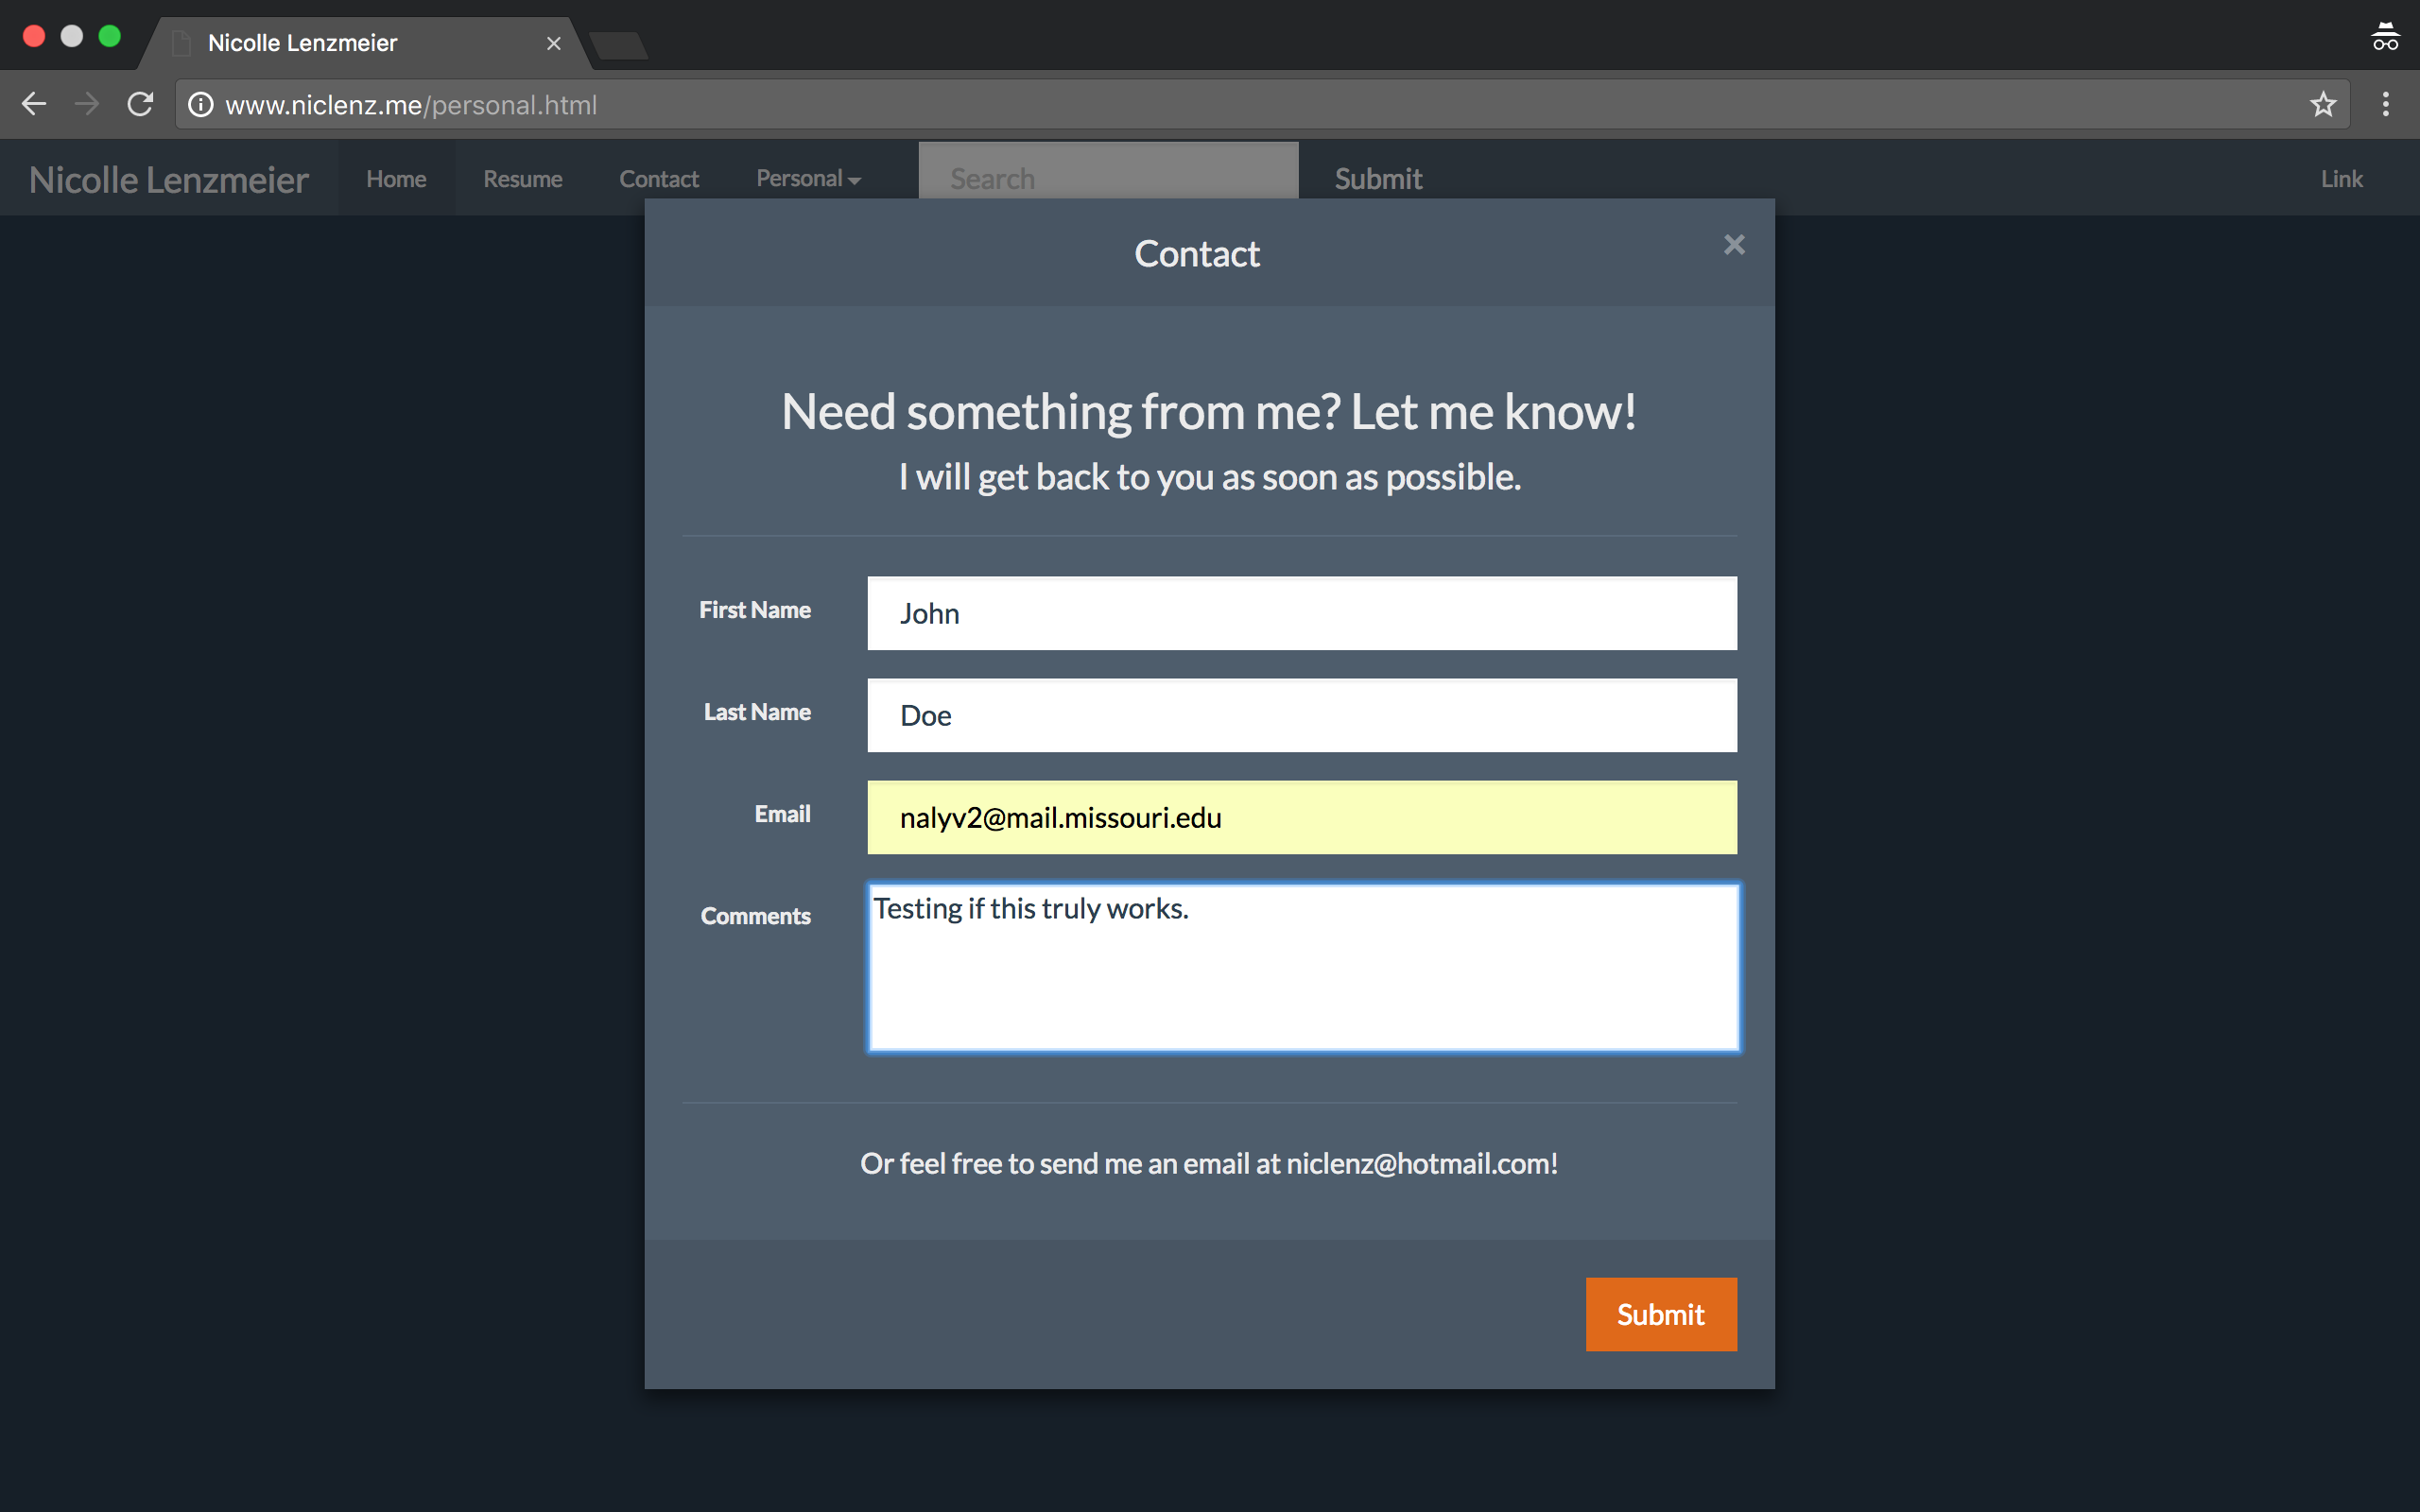 Nicolle Lenzmeier
www.niclenz.me/personal.html
Nicolle Lenzmeier Home Resume Contact Personal Search Submit Link
Contact
Need something from me? Let me know!
I will get back to you as soon as possible.
First Name John
Last Name Doe
Email nalyv2@mail.missouri.edu
Comments Testing if this truly works.
Or feel free to send me an email at niclenz@hotmail.com!
Submit